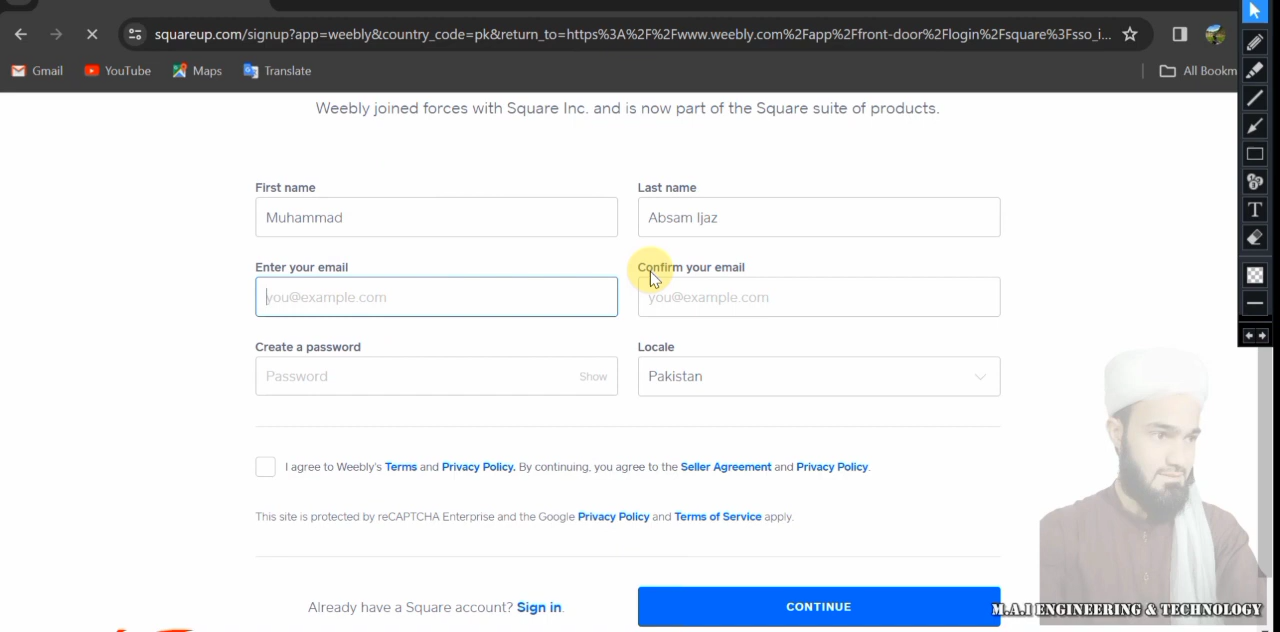 squareup.com/signup?app=weebly&country_code=pk&return_to=https%3A%2F%2Fwww.weebly.com%2Fapp%2Ffront-door%2Flogin%2Fsquare%3Fsso_i...
Gmail YouTube Maps Translate All Bookm
Weebly joined forces with Square Inc. and is now part of the Square suite of products.
First name Last name
Muhammad Absam Ijaz
Enter your email Confirm your email
you@example.com you@example.com
Create a password Locale
Password Show Pakistan
I agree to Weebly's Terms and Privacy Policy. By continuing, you agree to the Seller Agreement and Privacy Policy.
This site is protected by reCAPTCHA Enterprise and the Google Privacy Policy and Terms of Service apply.
Already have a Square account? Sign in. CONTINUE
M.A.I ENGINEERING & TECHNOLOGY
T